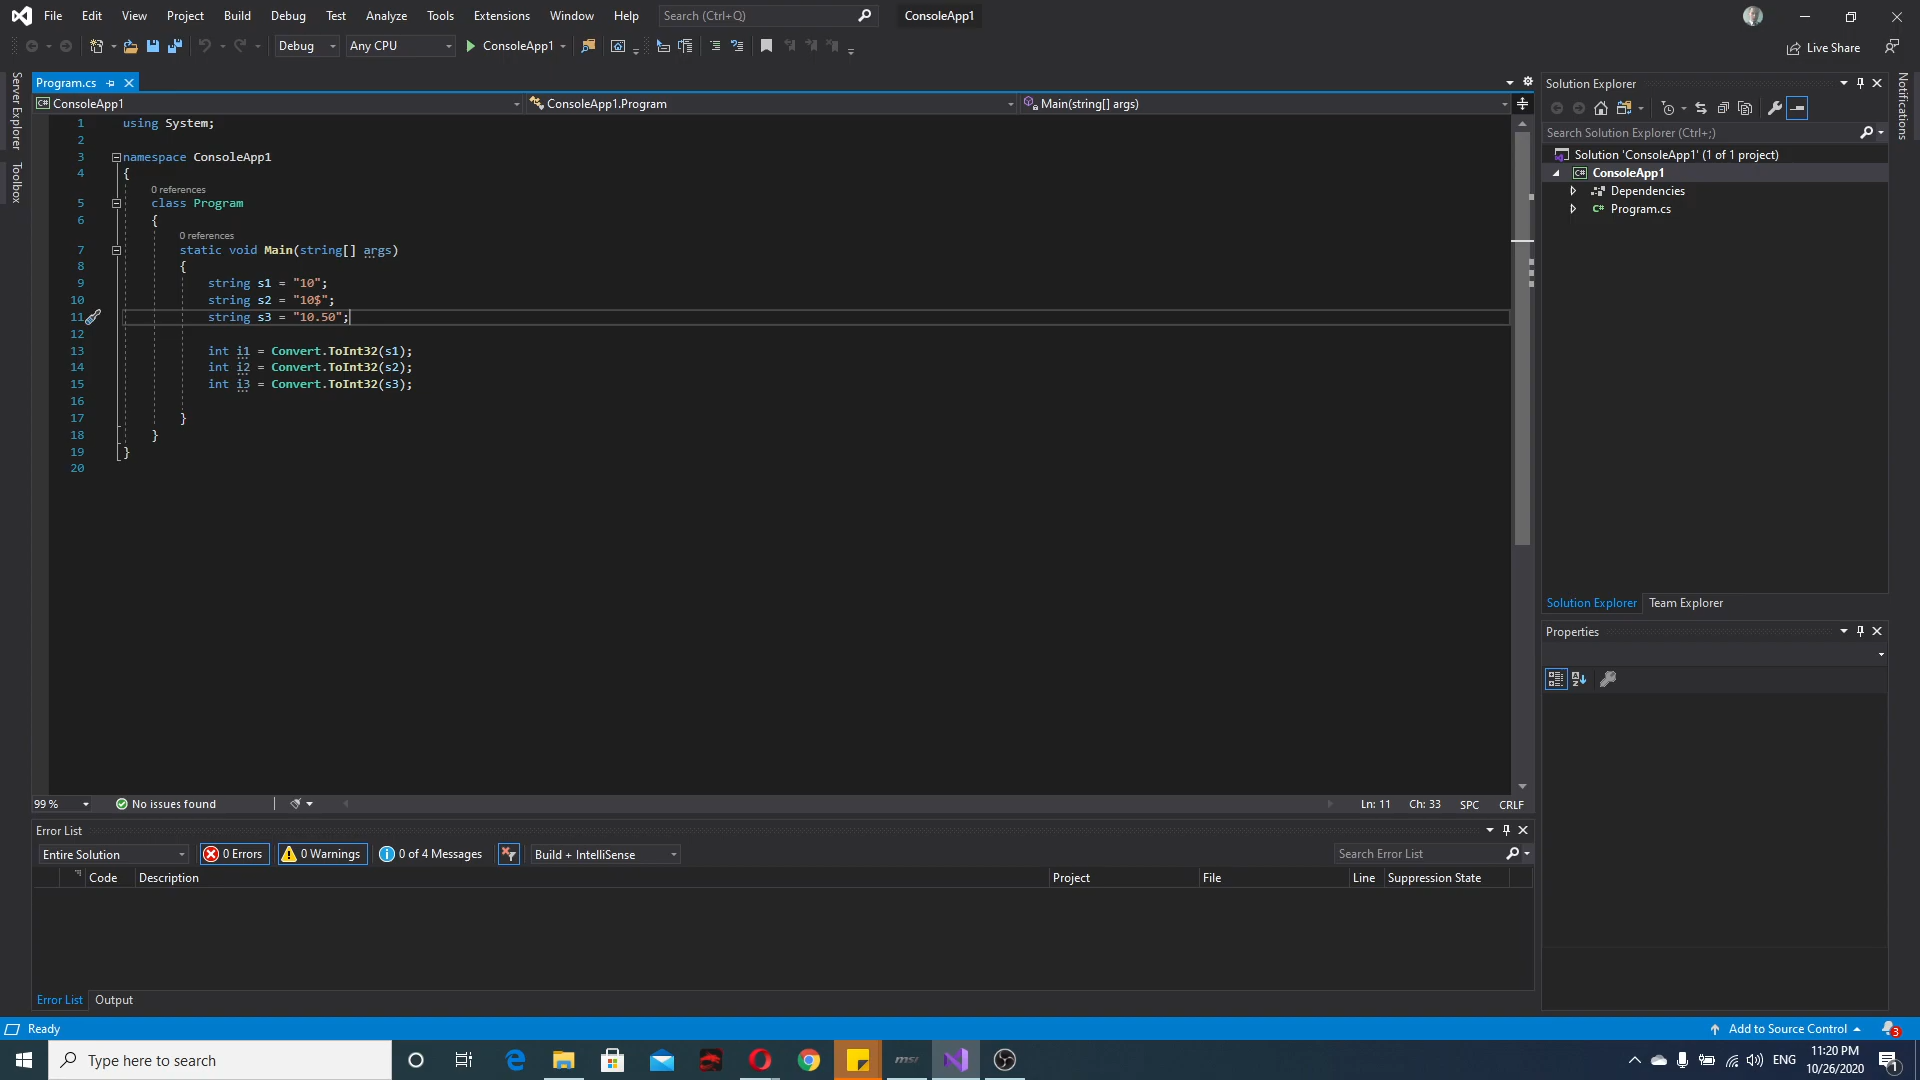 File Edit View Project Build Debug Test Analyze Tools Extensions Window Help Search (Ctrl+Q) ConsoleApp1
Debug Any CPU ConsoleApp1 Live Share
Server Explorer
Toolbox
Program.cs
ConsoleApp1 ConsoleApp1.Program Main(string[] args)
1 using System;
2
3 namespace ConsoleApp1
4 {
0 references
5 class Program
6 {
0 references
7 static void Main(string[] args)
8 {
9 string s1 = "10";
10 string s2 = "10$";
11 string s3 = "10.50";
12
13 int i1 = Convert.ToInt32(s1);
14 int i2 = Convert.ToInt32(s2);
15 int i3 = Convert.ToInt32(s3);
16
17 }
18 }
19 }
20
99 % No issues found Ln: 11 Ch: 33 SPC CRLF
Solution Explorer
Search Solution Explorer (Ctrl+;)
Solution 'ConsoleApp1' (1 of 1 project)
C# ConsoleApp1
Dependencies
C# Program.cs
Solution Explorer Team Explorer
Properties
Notifications
Error List
Entire Solution 0 Errors 0 Warnings 0 of 4 Messages Build + IntelliSense Search Error List
Code Description Project File Line Suppression State
Error List Output
Ready Add to Source Control 3
Type here to search msi ENG 11:20 PM
10/26/2020 1